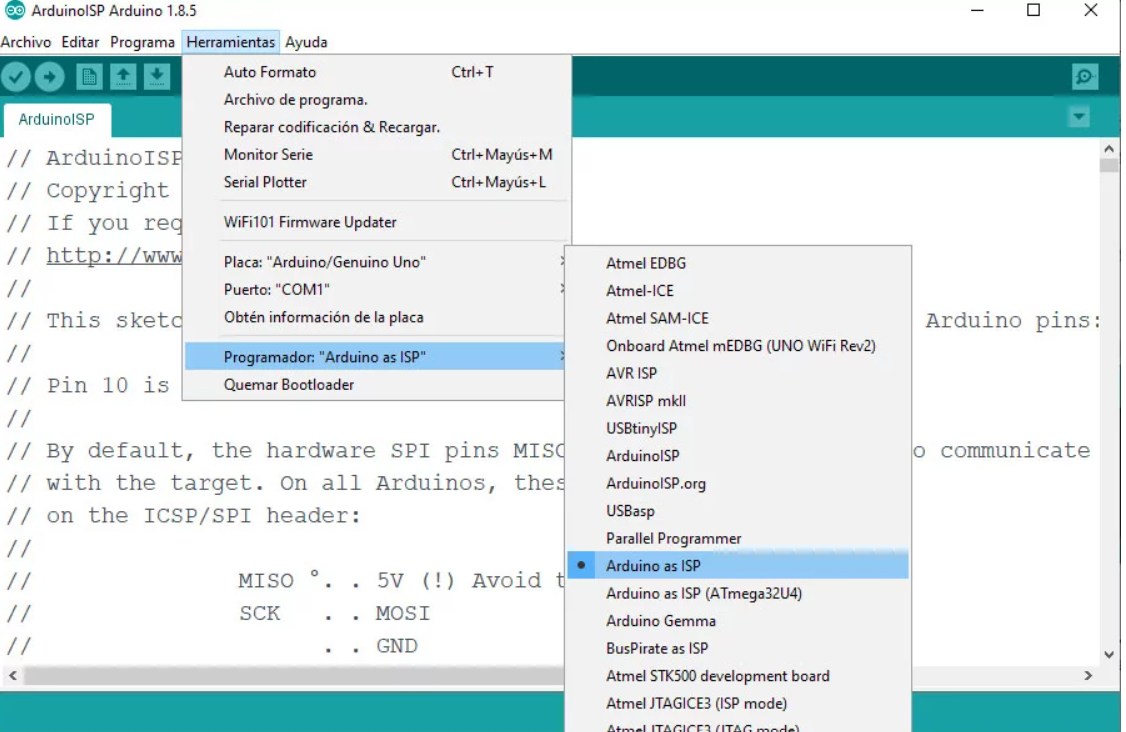 ArduinoISP Arduino 1.8.5
Archivo Editar Programa Herramientas Ayuda
Auto Formato Ctrl+T
Archivo de programa.
Reparar codificación & Recargar.
Monitor Serie Ctrl+Mayús+M
Serial Plotter Ctrl+Mayús+L
WiFi101 Firmware Updater
Placa: "Arduino/Genuino Uno"
Puerto: "COM1"
Obtén información de la placa
Programador: "Arduino as ISP"
Quemar Bootloader
Atmel EDBG
Atmel-ICE
Atmel SAM-ICE
Onboard Atmel mEDBG (UNO WiFi Rev2)
AVR ISP
AVRISP mkII
USBtinyISP
ArduinoISP
ArduinoISP.org
USBasp
Parallel Programmer
Arduino as ISP
Arduino as ISP (ATmega32U4)
Arduino Gemma
BusPirate as ISP
Atmel STK500 development board
Atmel JTAGICE3 (ISP mode)
Atmel JTAGICE3 (JTAG mode)
ArduinoISP
// ArduinoISP
// Copyright
// If you req
// http://www
//
// This sketc Arduino pins:
//
// Pin 10 is
//
// By default, the hardware SPI pins MISO o communicate
// with the target. On all Arduinos, thes
// on the ICSP/SPI header:
//
// MISO °. . 5V (!) Avoid t
// SCK . . MOSI
// . . GND